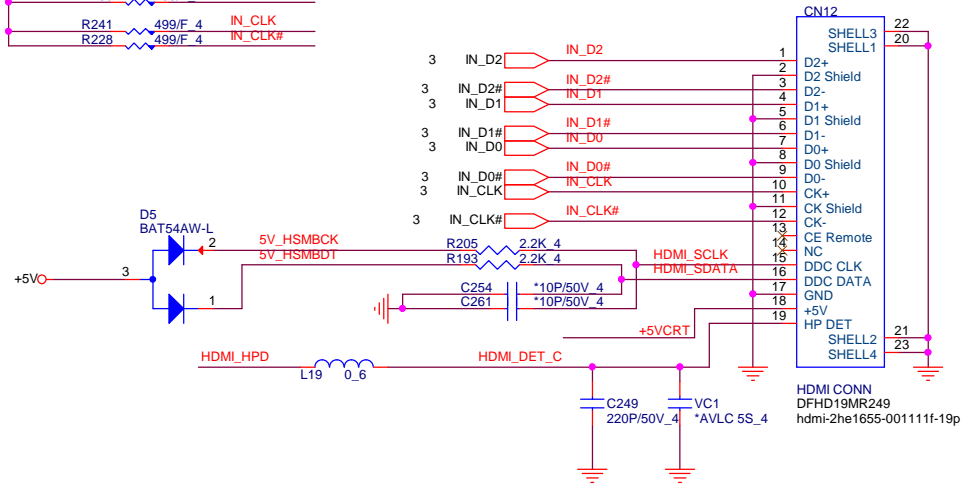 R241 499/F_4 IN_CLK
R228 499/F_4 IN_CLK#
CN12
SHELL3 22
SHELL1 20
3 IN_D2 IN_D2 1 D2+
2 D2 Shield
3 IN_D2# IN_D2# 3 D2-
3 IN_D1 IN_D1 4 D1+
5 D1 Shield
3 IN_D1# IN_D1# 6 D1-
3 IN_D0 IN_D0 7 D0+
8 D0 Shield
3 IN_D0# IN_D0# 9 D0-
3 IN_CLK IN_CLK 10 CK+
11 CK Shield
3 IN_CLK# IN_CLK# 12 CK-
13 CE Remote
14 NC
D5
BAT54AW-L
2 5V_HSMBCK R205 2.2K_4 HDMI_SCLK 15 DDC CLK
+5V 3 5V_HSMBDT R193 2.2K_4 HDMI_SDATA 16 DDC DATA
1 C254 *10P/50V_4 17 GND
C261 *10P/50V_4 18 +5V
+5VCRT 19 HP DET
SHELL2 21
SHELL4 23
HDMI_HPD L19 0_6 HDMI_DET_C
HDMI CONN
DFHD19MR249
hdmi-2he1655-001111f-19p
C249
220P/50V_4
VC1
*AVLC 5S_4